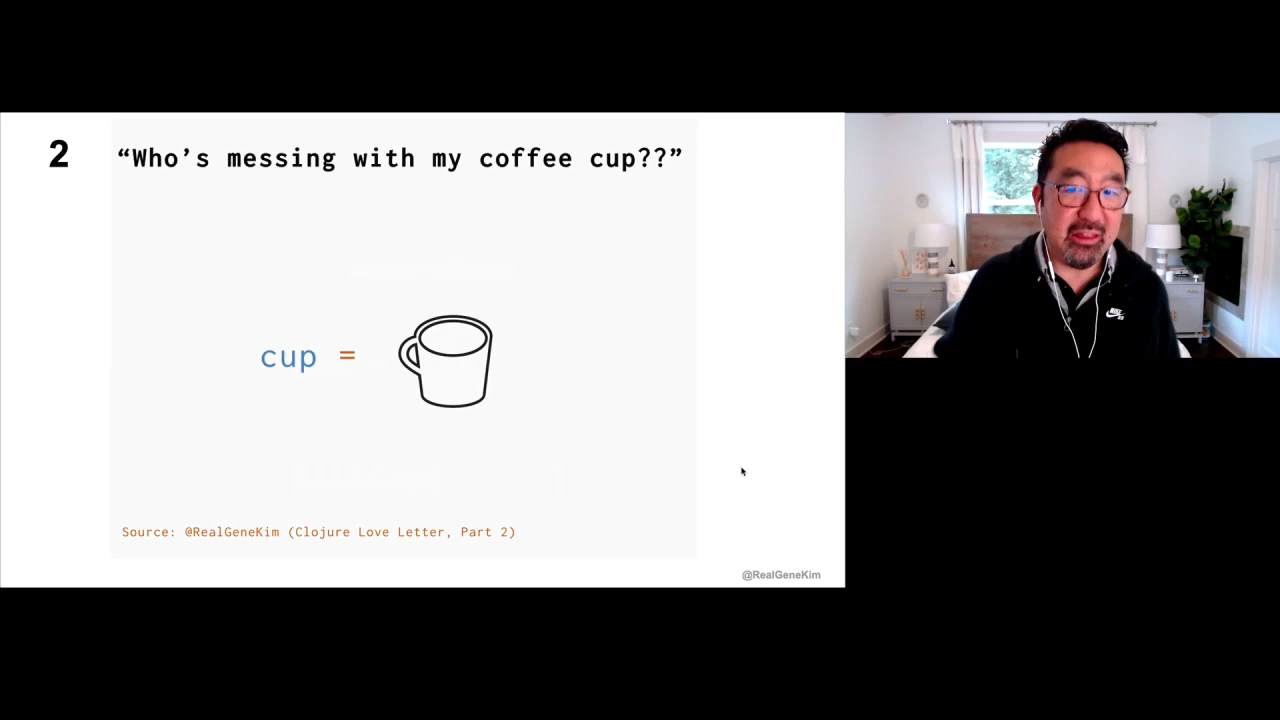 2
“Who’s messing with my coffee cup??”
cup =
Source: @RealGeneKim (Clojure Love Letter, Part 2)
@RealGeneKim